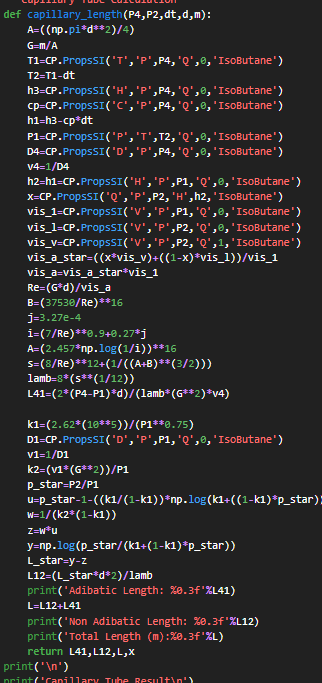 Capillary Tube Calculation
def capillary_length(P4,P2,dt,d,m):
    A=((np.pi*d**2)/4)
    G=m/A
    T1=CP.PropsSI('T','P',P4,'Q',0,'IsoButane')
    T2=T1-dt
    h3=CP.PropsSI('H','P',P4,'Q',0,'IsoButane')
    cp=CP.PropsSI('C','P',P4,'Q',0,'IsoButane')
    h1=h3-cp*dt
    P1=CP.PropsSI('P','T',T2,'Q',0,'IsoButane')
    D4=CP.PropsSI('D','P',P4,'Q',0,'IsoButane')
    v4=1/D4
    h2=h1=CP.PropsSI('H','P',P1,'Q',0,'IsoButane')
    x=CP.PropsSI('Q','P',P2,'H',h2,'IsoButane')
    vis_1=CP.PropsSI('V','P',P1,'Q',0,'IsoButane')
    vis_l=CP.PropsSI('V','P',P2,'Q',0,'IsoButane')
    vis_v=CP.PropsSI('V','P',P2,'Q',1,'IsoButane')
    vis_a_star=((x*vis_v)+((1-x)*vis_l))/vis_1
    vis_a=vis_a_star*vis_1
    Re=(G*d)/vis_a
    B=(37530/Re)**16
    j=3.27e-4
    i=(7/Re)**0.9+0.27*j
    A=(2.457*np.log(1/i))**16
    s=(8/Re)**12+(1/((A+B)**(3/2)))
    lamb=8*(s**(1/12))
    L41=(2*(P4-P1)*d)/(lamb*(G**2)*v4)
    k1=(2.62*(10**5))/(P1**0.75)
    D1=CP.PropsSI('D','P',P1,'Q',0,'IsoButane')
    v1=1/D1
    k2=(v1*(G**2))/P1
    p_star=P2/P1
    u=p_star-1-((k1/(1-k1))*np.log(k1+((1-k1)*p_star))
    w=1/(k2*(1-k1))
    z=w*u
    y=np.log(p_star/(k1+(1-k1)*p_star))
    L_star=y-z
    L12=(L_star*d*2)/lamb
    print('Adibatic Length: %0.3f'%L41)
    L=L12+L41
    print('Non Adibatic Length: %0.3f'%L12)
    print('Total Length (m):%0.3f'%L)
    return L41,L12,L,x
print('\n')
print('Capillary Tube Result\n')